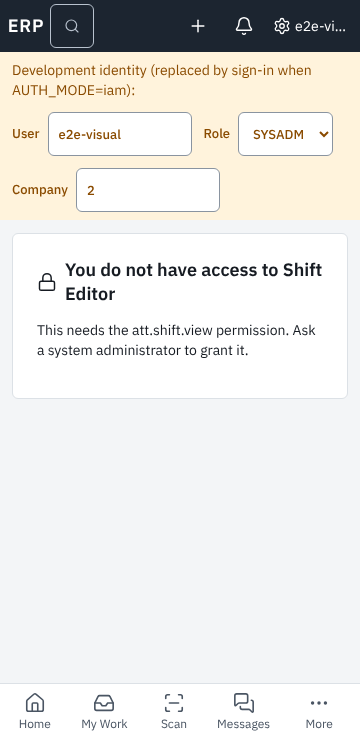 ERP
e2e-vi...
Development identity (replaced by sign-in when
AUTH_MODE=iam):
User e2e-visual Role SYSADM
Company 2
You do not have access to Shift
Editor
This needs the att.shift.view permission. Ask
a system administrator to grant it.
Home My Work Scan Messages More